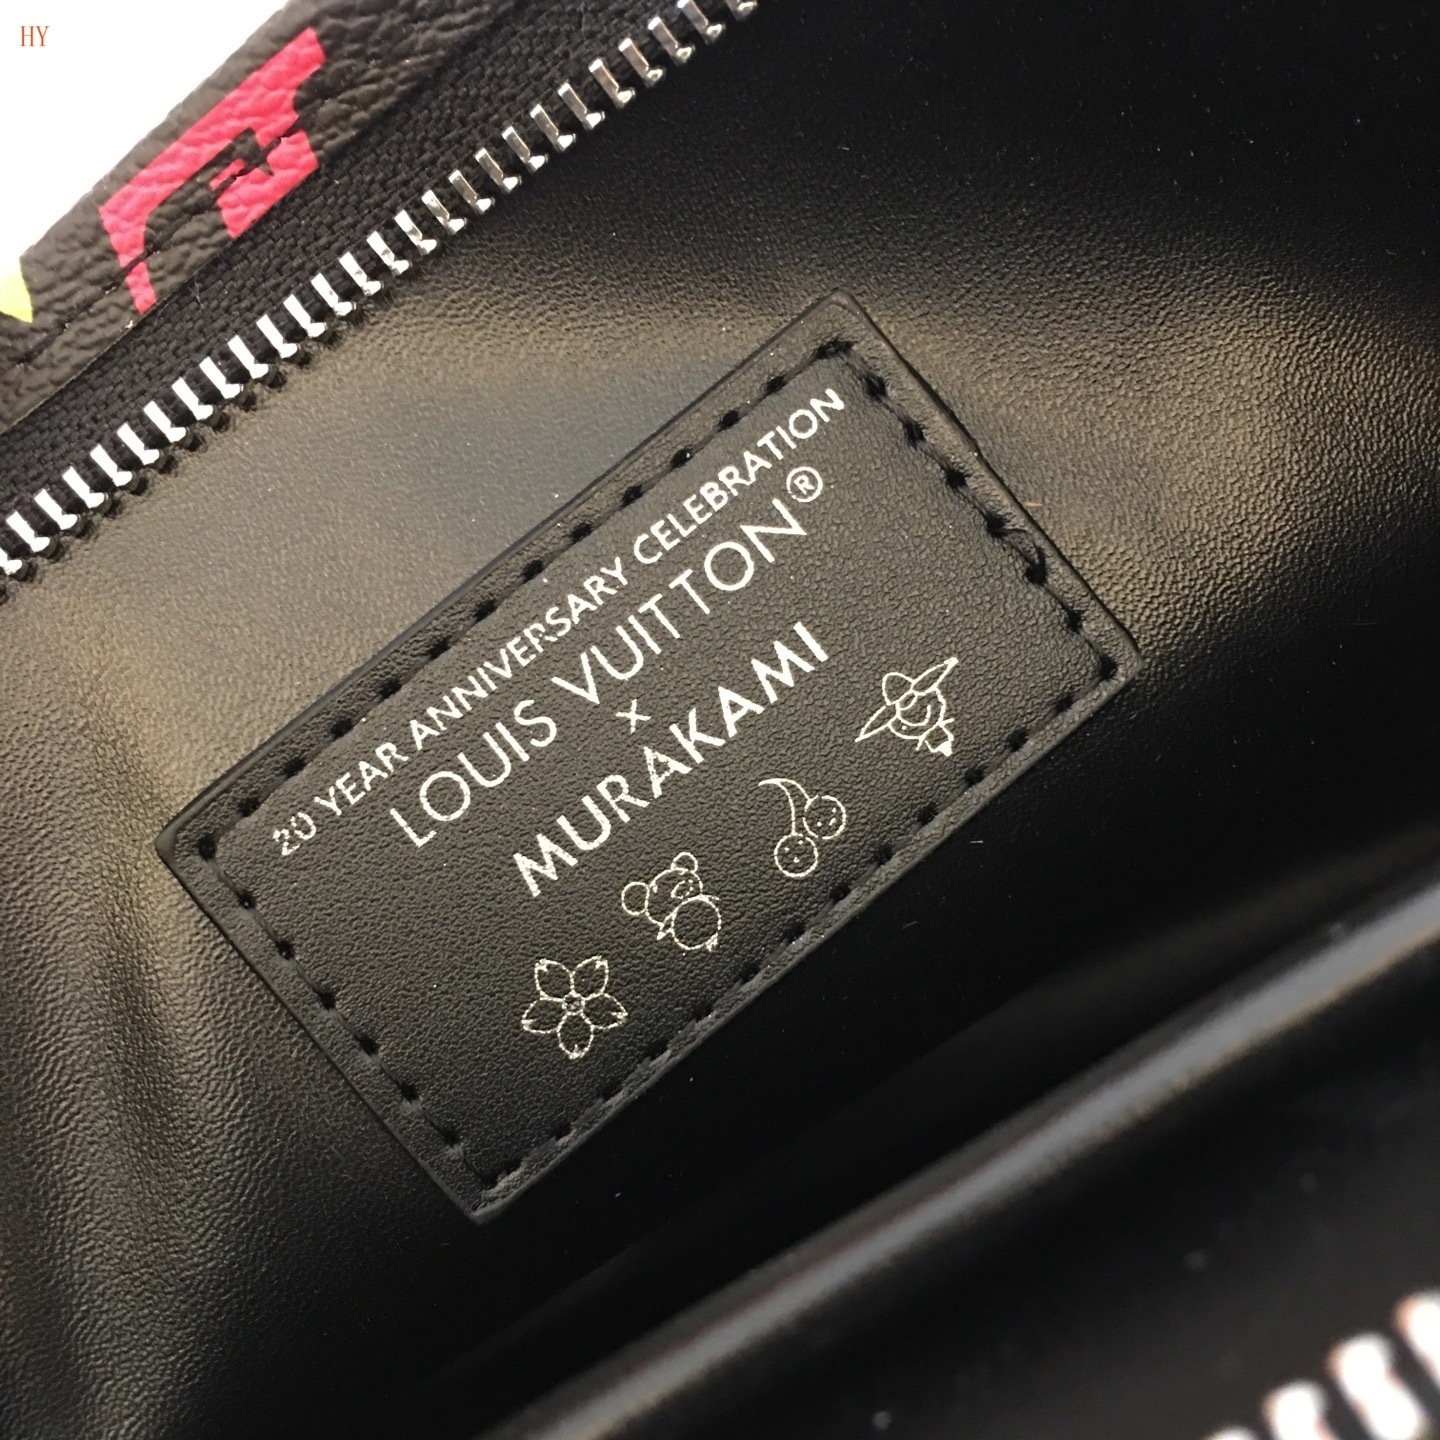 HY
20 YEAR ANNIVERSARY CELEBRATION
LOUIS VUITTON®
×
MURAKAMI